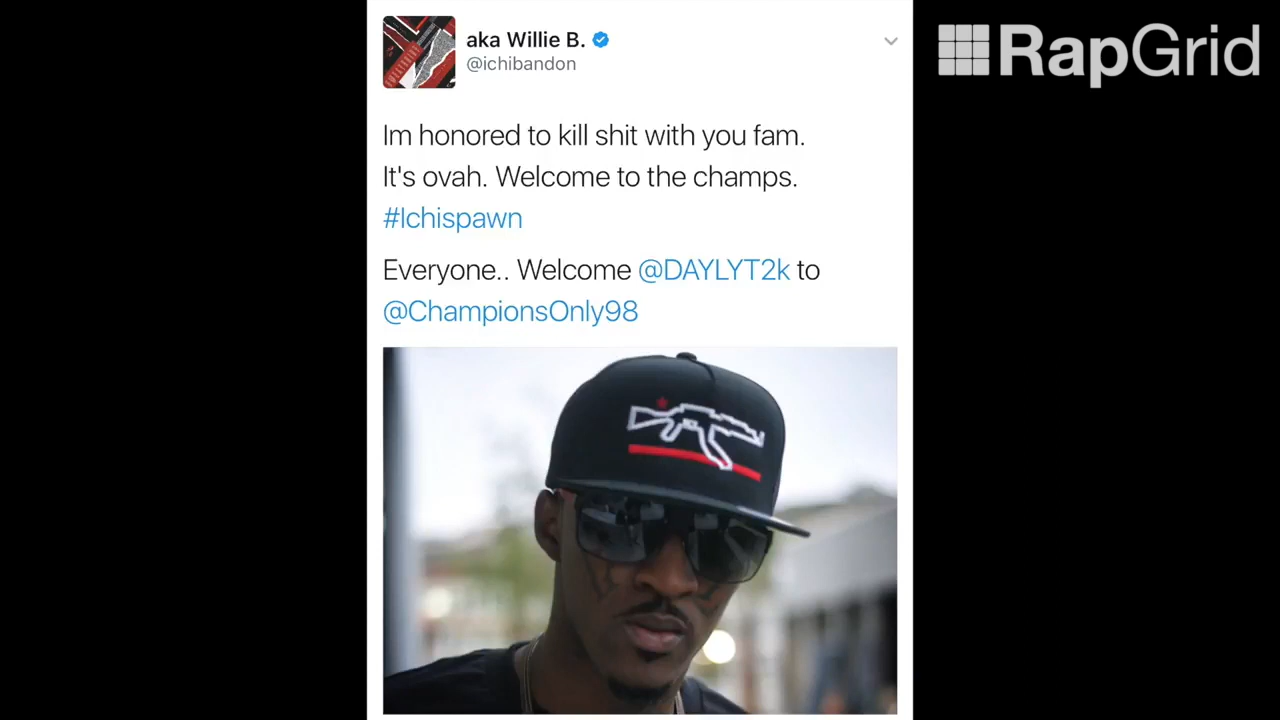 aka Willie B.
@ichibandon
RapGrid
Im honored to kill shit with you fam.
It's ovah. Welcome to the champs.
#Ichispawn
Everyone.. Welcome @DAYLYT2k to
@ChampionsOnly98